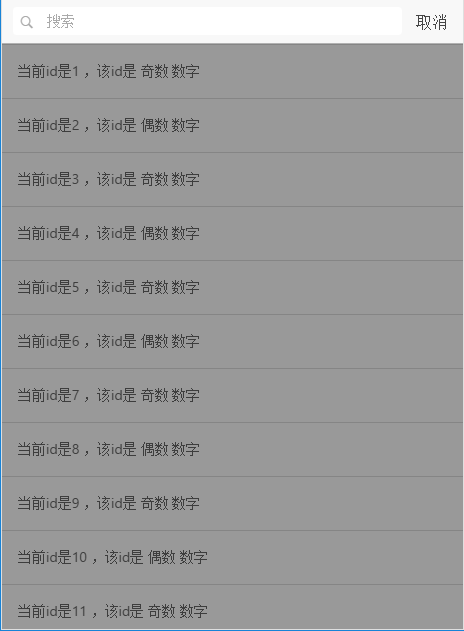 搜索 取消
当前id是1 ，该id是 奇数 数字
当前id是2 ，该id是 偶数 数字
当前id是3 ，该id是 奇数 数字
当前id是4 ，该id是 偶数 数字
当前id是5 ，该id是 奇数 数字
当前id是6 ，该id是 偶数 数字
当前id是7 ，该id是 奇数 数字
当前id是8 ，该id是 偶数 数字
当前id是9 ，该id是 奇数 数字
当前id是10 ，该id是 偶数 数字
当前id是11 ，该id是 奇数 数字